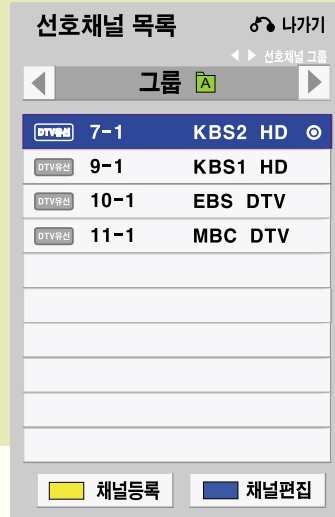 선호채널 목록 나가기
◀ ▶ 선호채널 그룹
◀ 그룹 A ▶
DTV유선 7-1 KBS2 HD ◎
DTV유선 9-1 KBS1 HD
DTV유선 10-1 EBS DTV
DTV유선 11-1 MBC DTV
채널등록 채널편집